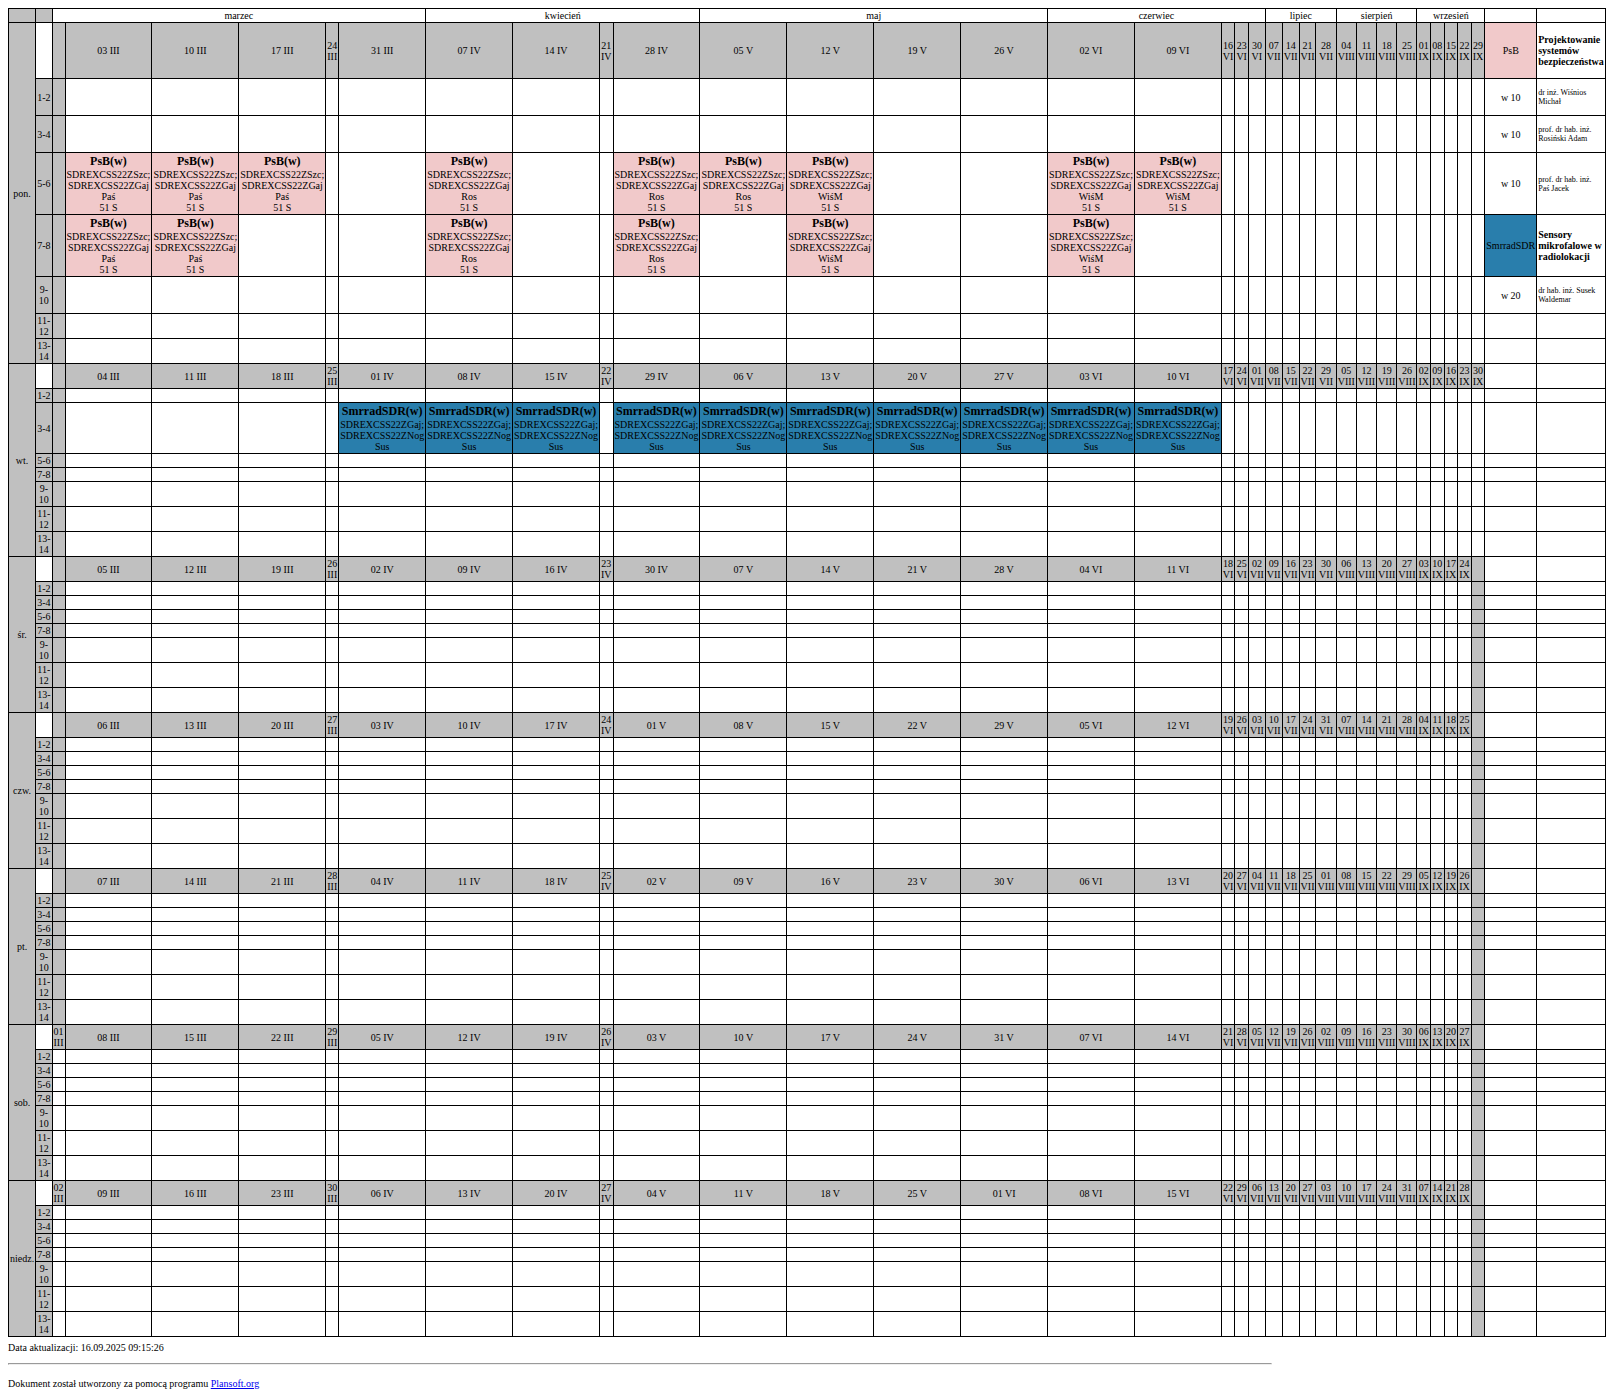 marzec kwiecień maj czerwiec lipiec sierpień wrzesień
pon. 03 III 10 III 17 III 24 III 31 III 07 IV 14 IV 21 IV 28 IV 05 V 12 V 19 V 26 V 02 VI 09 VI 16 VI 23 VI 30 VI 07 VII 14 VII 21 VII 28 VII 04 VIII 11 VIII 18 VIII 25 VIII 01 IX 08 IX 15 IX 22 IX 29 IX PsB Projektowanie systemów bezpieczeństwa
1-2 w 10 dr inż. Wiśnios Michał
3-4 w 10 prof. dr hab. inż. Rosiński Adam
5-6 w 10 prof. dr hab. inż. Paś Jacek
PsB(w) PsB(w) PsB(w) PsB(w) PsB(w) PsB(w) PsB(w) PsB(w) PsB(w)
SDREXCSS22ZSzc; SDREXCSS22ZSzc; SDREXCSS22ZSzc; SDREXCSS22ZSzc; SDREXCSS22ZSzc; SDREXCSS22ZSzc; SDREXCSS22ZSzc; SDREXCSS22ZSzc; SDREXCSS22ZSzc;
SDREXCSS22ZGaj SDREXCSS22ZGaj SDREXCSS22ZGaj SDREXCSS22ZGaj SDREXCSS22ZGaj SDREXCSS22ZGaj SDREXCSS22ZGaj SDREXCSS22ZGaj SDREXCSS22ZGaj
Paś Paś Paś Ros Ros Ros WiśM WiśM WiśM
51 S 51 S 51 S 51 S 51 S 51 S 51 S 51 S 51 S
7-8 SmrradSDR Sensory mikrofalowe w radiolokacji
PsB(w) PsB(w) PsB(w) PsB(w) PsB(w) PsB(w)
SDREXCSS22ZSzc; SDREXCSS22ZSzc; SDREXCSS22ZSzc; SDREXCSS22ZSzc; SDREXCSS22ZSzc; SDREXCSS22ZSzc;
SDREXCSS22ZGaj SDREXCSS22ZGaj SDREXCSS22ZGaj SDREXCSS22ZGaj SDREXCSS22ZGaj SDREXCSS22ZGaj
Paś Paś Ros Ros WiśM WiśM
51 S 51 S 51 S 51 S 51 S 51 S
9-10 w 20 dr hab. inż. Susek Waldemar
11-12
13-14
wt. 04 III 11 III 18 III 25 III 01 IV 08 IV 15 IV 22 IV 29 IV 06 V 13 V 20 V 27 V 03 VI 10 VI 17 VI 24 VI 01 VII 08 VII 15 VII 22 VII 29 VII 05 VIII 12 VIII 19 VIII 26 VIII 02 IX 09 IX 16 IX 23 IX 30 IX
1-2
3-4
SmrradSDR(w) SmrradSDR(w) SmrradSDR(w) SmrradSDR(w) SmrradSDR(w) SmrradSDR(w) SmrradSDR(w) SmrradSDR(w) SmrradSDR(w) SmrradSDR(w)
SDREXCSS22ZGaj; SDREXCSS22ZGaj; SDREXCSS22ZGaj; SDREXCSS22ZGaj; SDREXCSS22ZGaj; SDREXCSS22ZGaj; SDREXCSS22ZGaj; SDREXCSS22ZGaj; SDREXCSS22ZGaj; SDREXCSS22ZGaj;
SDREXCSS22ZNog SDREXCSS22ZNog SDREXCSS22ZNog SDREXCSS22ZNog SDREXCSS22ZNog SDREXCSS22ZNog SDREXCSS22ZNog SDREXCSS22ZNog SDREXCSS22ZNog SDREXCSS22ZNog
Sus Sus Sus Sus Sus Sus Sus Sus Sus Sus
5-6
7-8
9-10
11-12
13-14
śr. 05 III 12 III 19 III 26 III 02 IV 09 IV 16 IV 23 IV 30 IV 07 V 14 V 21 V 28 V 04 VI 11 VI 18 VI 25 VI 02 VII 09 VII 16 VII 23 VII 30 VII 06 VIII 13 VIII 20 VIII 27 VIII 03 IX 10 IX 17 IX 24 IX
1-2
3-4
5-6
7-8
9-10
11-12
13-14
czw. 06 III 13 III 20 III 27 III 03 IV 10 IV 17 IV 24 IV 01 V 08 V 15 V 22 V 29 V 05 VI 12 VI 19 VI 26 VI 03 VII 10 VII 17 VII 24 VII 31 VII 07 VIII 14 VIII 21 VIII 28 VIII 04 IX 11 IX 18 IX 25 IX
1-2
3-4
5-6
7-8
9-10
11-12
13-14
pt. 07 III 14 III 21 III 28 III 04 IV 11 IV 18 IV 25 IV 02 V 09 V 16 V 23 V 30 V 06 VI 13 VI 20 VI 27 VI 04 VII 11 VII 18 VII 25 VII 01 VIII 08 VIII 15 VIII 22 VIII 29 VIII 05 IX 12 IX 19 IX 26 IX
1-2
3-4
5-6
7-8
9-10
11-12
13-14
sob. 01 III 08 III 15 III 22 III 29 III 05 IV 12 IV 19 IV 26 IV 03 V 10 V 17 V 24 V 31 V 07 VI 14 VI 21 VI 28 VI 05 VII 12 VII 19 VII 26 VII 02 VIII 09 VIII 16 VIII 23 VIII 30 VIII 06 IX 13 IX 20 IX 27 IX
1-2
3-4
5-6
7-8
9-10
11-12
13-14
niedz. 02 III 09 III 16 III 23 III 30 III 06 IV 13 IV 20 IV 27 IV 04 V 11 V 18 V 25 V 01 VI 08 VI 15 VI 22 VI 29 VI 06 VII 13 VII 20 VII 27 VII 03 VIII 10 VIII 17 VIII 24 VIII 31 VIII 07 IX 14 IX 21 IX 28 IX
1-2
3-4
5-6
7-8
9-10
11-12
13-14
Data aktualizacji: 16.09.2025 09:15:26
Dokument został utworzony za pomocą programu Plansoft.org